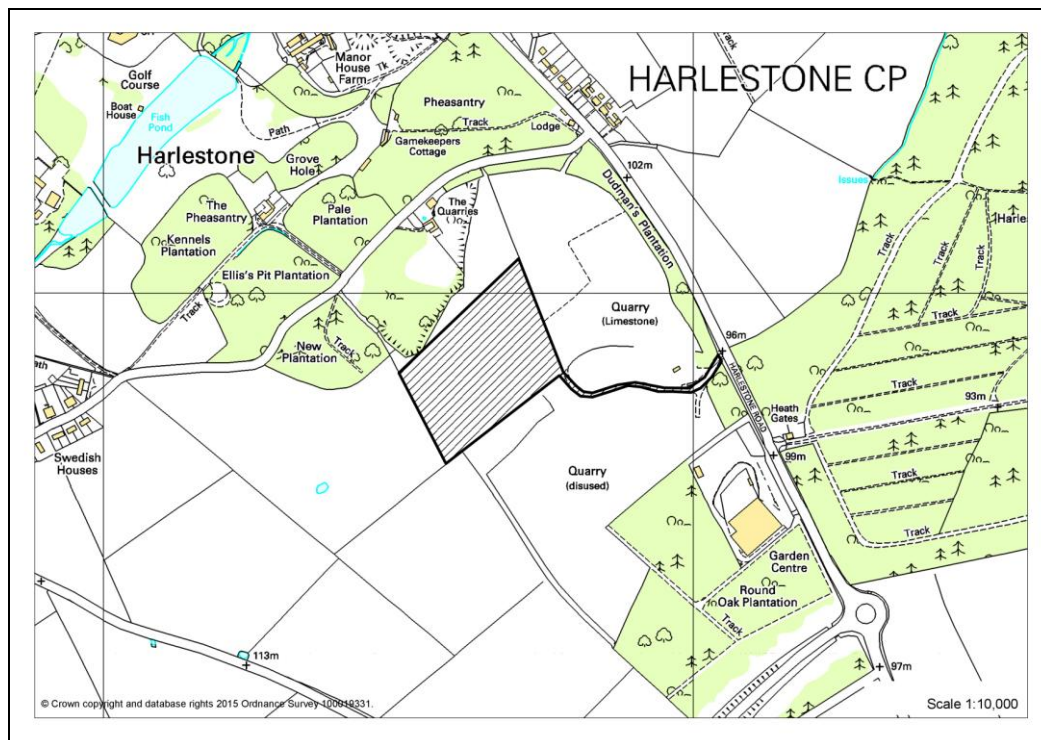 HARLESTONE CP
Manor
House
Farm
Tk
Track
Golf
Course
Boat
House
Fish
Pond
Path
Pheasantry
Track
Lodge
Gamekeepers
Cottage
Harlestone
Grove
Hole
102m
Issues
The
Pheasantry
Pale
Plantation
The
Quarries
Dudman's Plantation
Kennels
Plantation
Ellis's Pit Plantation
Track
Track
Track
Track
Quarry
(Limestone)
New
Plantation
Track
96m
Track
HARLESTONE ROAD
Track
Heath
Gates
93m
Swedish
Houses
99m
Quarry
(disused)
Track
Track
Garden
Centre
Round
Oak Plantation
Track
113m
97m
© Crown copyright and database rights 2015 Ordnance Survey 100019331.
Scale 1:10,000